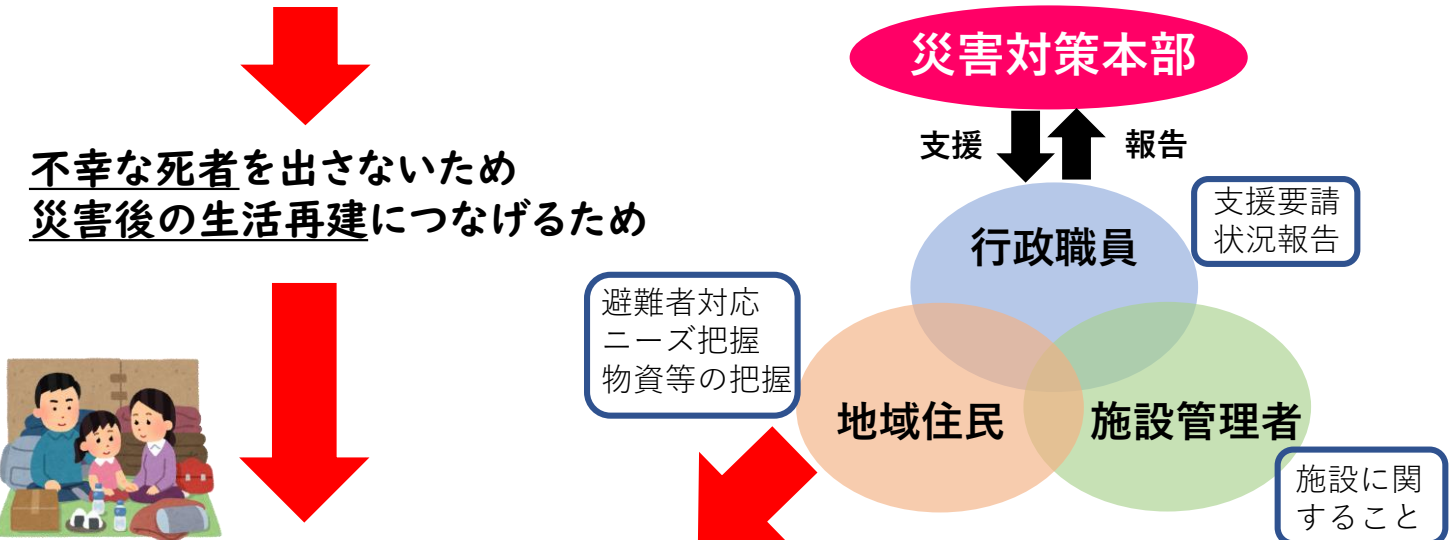 災害対策本部
支援
報告
不幸な死者を出さないため
災害後の生活再建につなげるため
支援要請
状況報告
行政職員
避難者対応
ニーズ把握
物資等の把握
地域住民
施設管理者
施設に関
すること